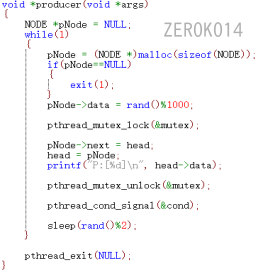 void *producer(void *args)
{
NODE *pNode = NULL;
while(1)
{
pNode = (NODE *)malloc(sizeof(NODE));
if(pNode==NULL)
{
exit(1);
}
pNode->data = rand()%1000;
pthread_mutex_lock(&mutex);
pNode->next = head;
head = pNode;
printf("P:[%d]\n", head->data);
pthread_mutex_unlock(&mutex);
pthread_cond_signal(&cond);
sleep(rand()%2);
}
pthread_exit(NULL);
}
ZEROK014